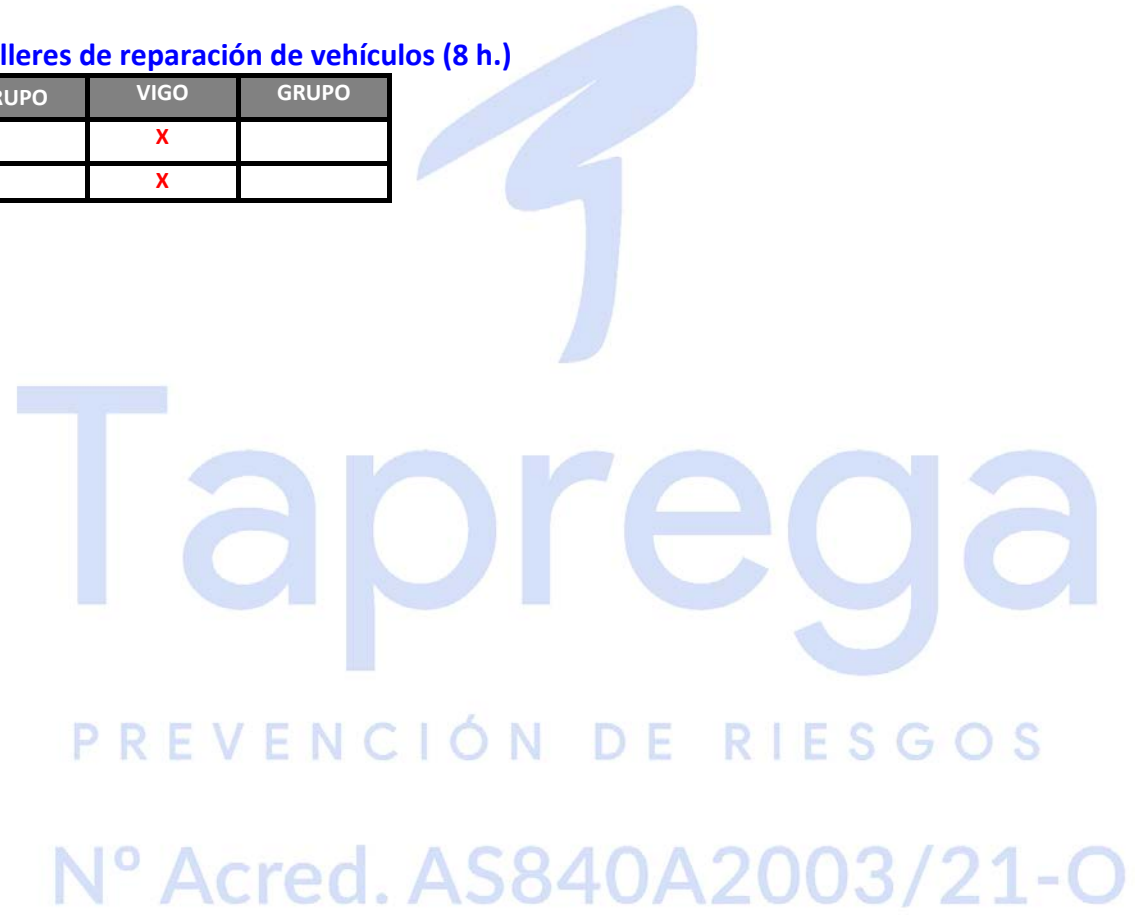 lleres de reparación de vehículos (8 h.)
RUPO VIGO GRUPO
X
X
Taprega
PREVENCIÓN DE RIESGOS
Nº Acred. AS840A2003/21-O